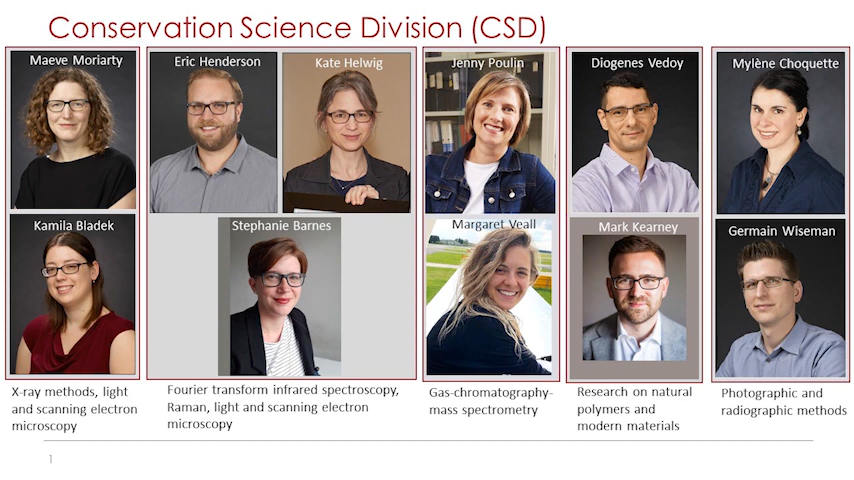 Conservation Science Division (CSD)
Maeve Moriarty
Eric Henderson
Kate Helwig
Jenny Poulin
Diogenes Vedoy
Mylène Choquette
Kamila Bladek
Stephanie Barnes
Margaret Veall
Mark Kearney
Germain Wiseman
X-ray methods, light
and scanning electron
microscopy
Fourier transform infrared spectroscopy,
Raman, light and scanning electron
microscopy
Gas-chromatography-
mass spectrometry
Research on natural
polymers and
modern materials
Photographic and
radiographic methods
1